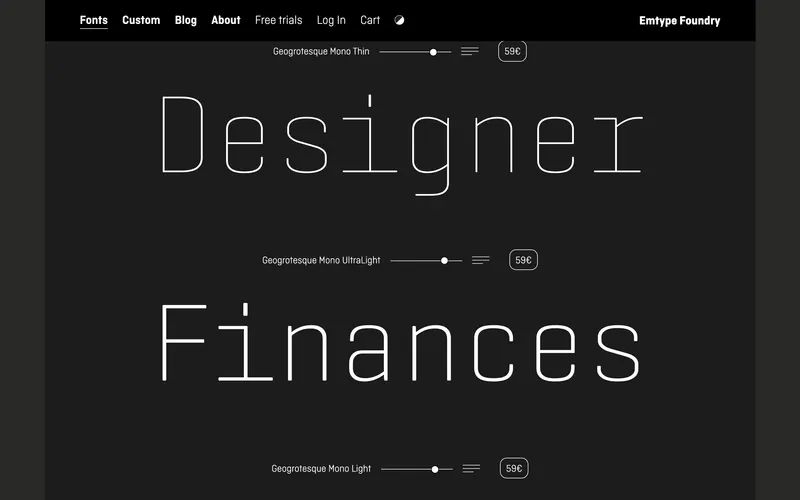 Fonts Custom Blog About Free trials Log In Cart Emtype Foundry
Geogrotesque Mono Thin 59€
Designer
Geogrotesque Mono UltraLight 59€
Finances
Geogrotesque Mono Light 59€